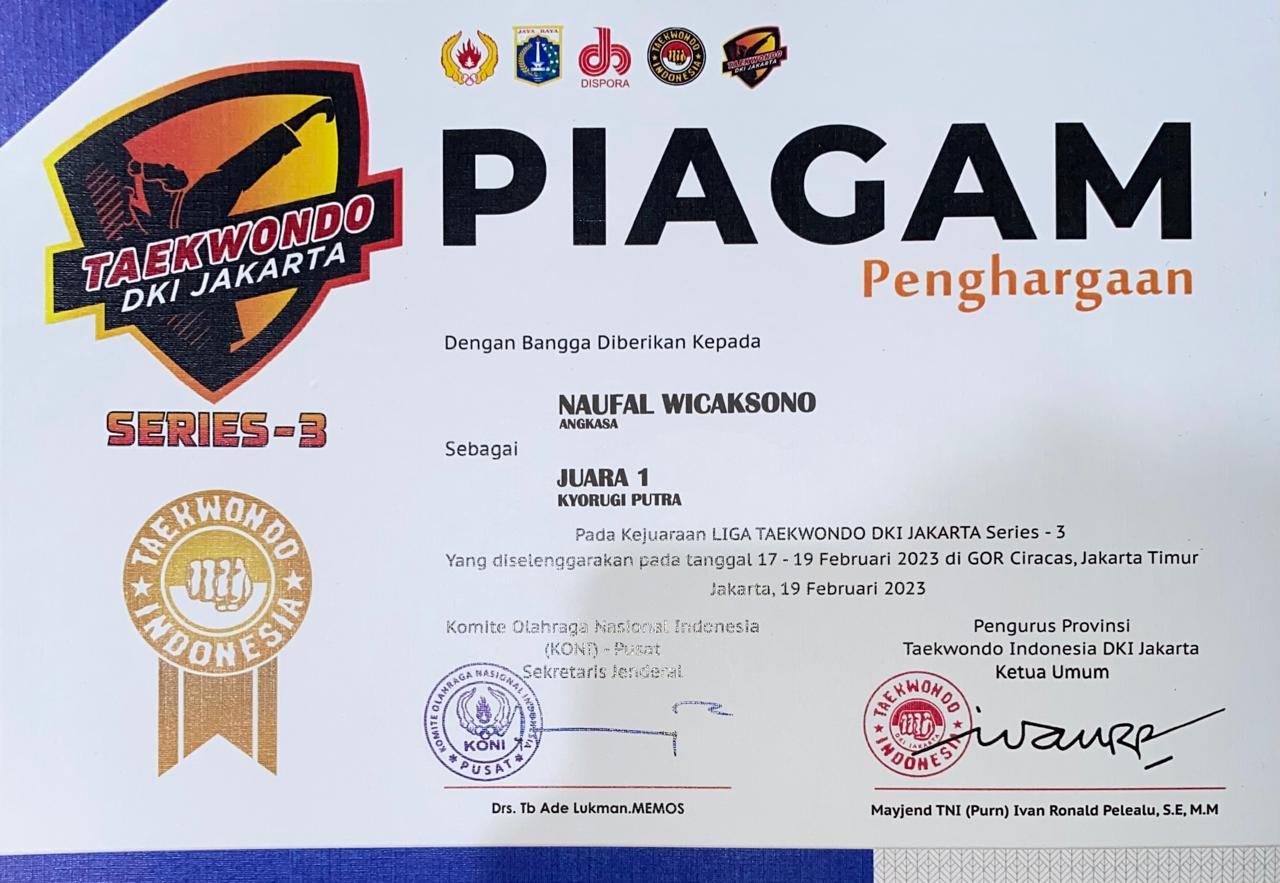 JAYA RAYA
DISPORA
TAEKWONDO
INDONESIA
TAEKWONDO
DKI JAKARTA
TAEKWONDO
DKI JAKARTA
SERIES-3
PIAGAM
Penghargaan
Dengan Bangga Diberikan Kepada
NAUFAL WICAKSONO
ANGKASA
Sebagai
JUARA 1
KYORUGI PUTRA
Pada Kejuaraan LIGA TAEKWONDO DKI JAKARTA Series - 3
Yang diselenggarakan pada tanggal 17 - 19 Februari 2023 di GOR Ciracas, Jakarta Timur
Jakarta, 19 Februari 2023
TAEKWONDO
INDONESIA
Komite Olahraga Nasional Indonesia
(KONI) - Pusat
Sekretaris Jenderal
KOMITE OLAHRAGA NASIONAL INDONESIA
KONI
PUSAT
Drs. Tb Ade Lukman.MEMOS
Pengurus Provinsi
Taekwondo Indonesia DKI Jakarta
Ketua Umum
TAEKWONDO
DKI JAKARTA
INDONESIA
Mayjend TNI (Purn) Ivan Ronald Pelealu, S.E, M.M